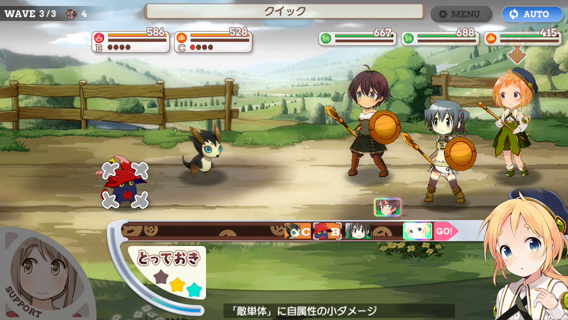 WAVE 3/3 4
クイック
MENU
AUTO
586
B
528
C
667
688
415
C
B
GO!
とっておき
SUPPORT
「敵単体」に自属性の小ダメージ